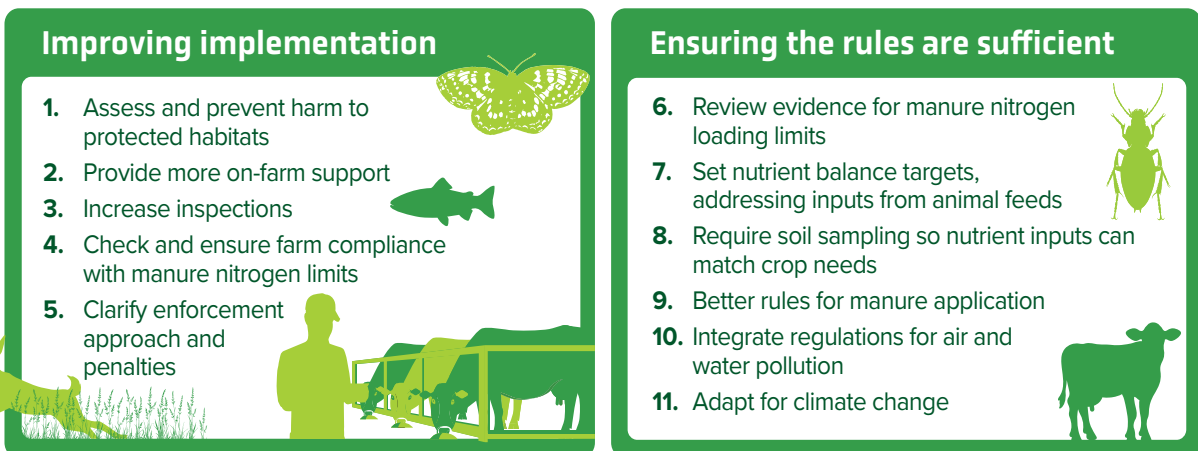 Improving implementation
1. Assess and prevent harm to
protected habitats
2. Provide more on-farm support
3. Increase inspections
4. Check and ensure farm compliance
with manure nitrogen limits
5. Clarify enforcement
approach and
penalties
Ensuring the rules are sufficient
6. Review evidence for manure nitrogen
loading limits
7. Set nutrient balance targets,
addressing inputs from animal feeds
8. Require soil sampling so nutrient inputs can
match crop needs
9. Better rules for manure application
10. Integrate regulations for air and
water pollution
11. Adapt for climate change